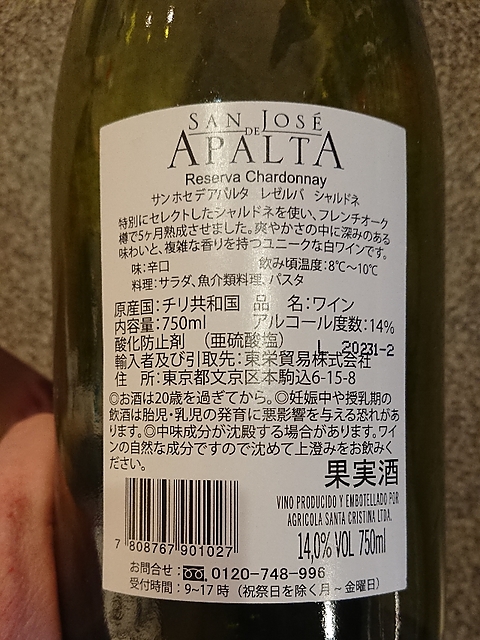 SAN JOSÉ
DE
APALTA
Reserva Chardonnay
サン ホセ デ アパルタ レゼルバ シャルドネ
特別にセレクトしたシャルドネを使い、フレンチオーク
樽で5ヶ月熟成させました。爽やかさの中に深みのある
味わいと、複雑な香りを持つユニークな白ワインです。
味：辛口 飲み頃温度：8℃～10℃
料理：サラダ、魚介類料理、パスタ
原産国：チリ共和国 品 名：ワイン
内容量：750ml アルコール度数：14%
酸化防止剤 （亜硫酸塩） L 20231-2
輸入者及び引取先：東栄貿易株式会社
住 所：東京都文京区本駒込6-15-8
◎お酒は20歳を過ぎてから。◎妊娠中や授乳期の
飲酒は胎児・乳児の発育に悪影響を与える恐れがあ
ります。◎中味成分が沈殿する場合があります。ワイ
ンの自然な成分ですので沈めて上澄みをお飲みく
ださい。
果実酒
VINO PRODUCIDO Y EMBOTELLADO POR
AGRICOLA SANTA CRISTINA LTDA.
14,0% VOL 750ml
7 808767 901027
お問合せ： 0120-748-996
受付時間：9~17時（祝祭日を除く月～金曜日）